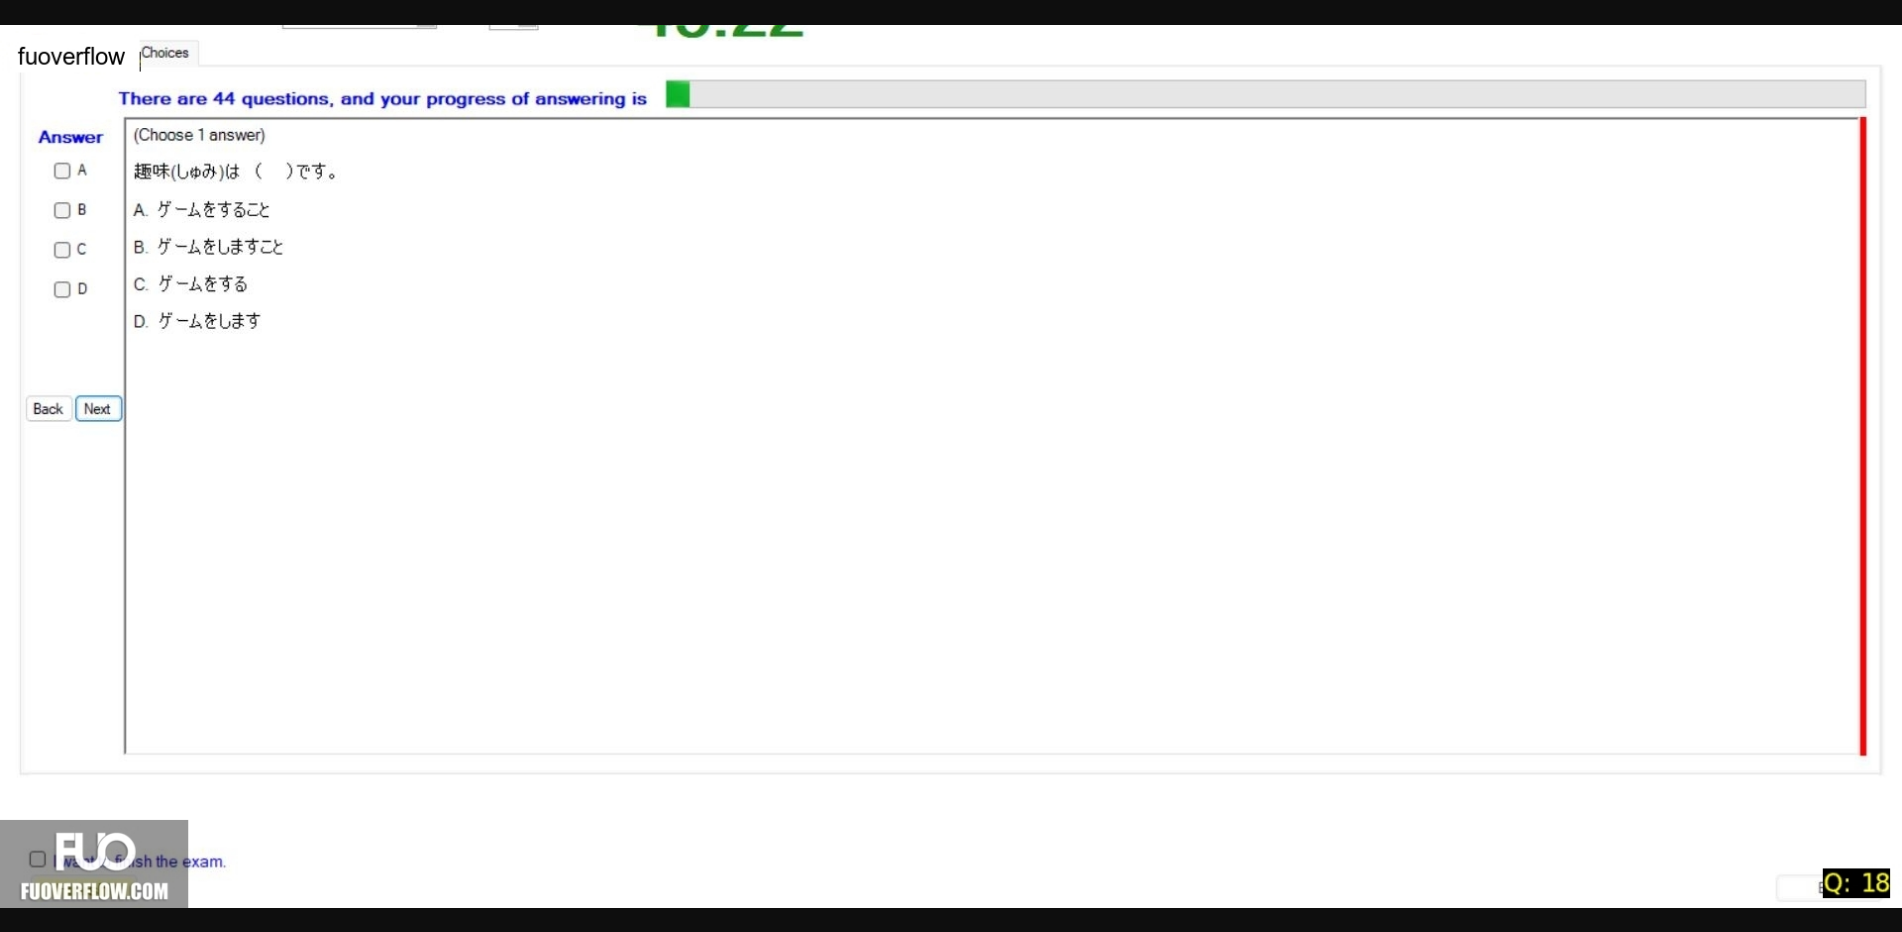 fuoverflow
Choices
There are 44 questions, and your progress of answering is
Answer
(Choose 1 answer)
A
趣味(しゅみ)は ( )です。
B
A. ゲームをすること
C
B. ゲームをしますこと
D
C. ゲームをする
D. ゲームをします
Back
Next
FUO
finish the exam.
FUOVERFLOW.COM
Q: 18